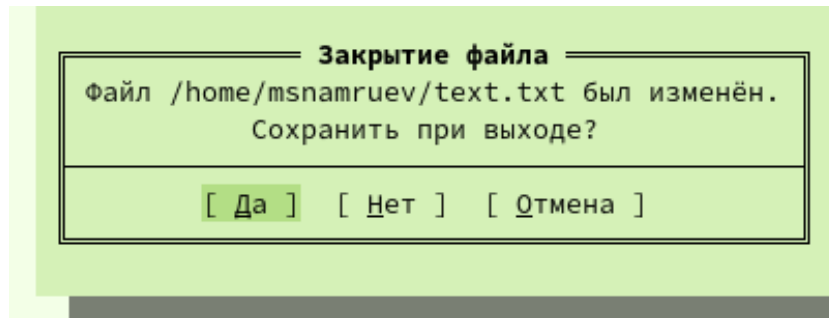 Закрытие файла
Файл /home/msnamruev/text.txt был изменён.
Сохранить при выходе?
[ Да ] [ Нет ] [ Отмена ]